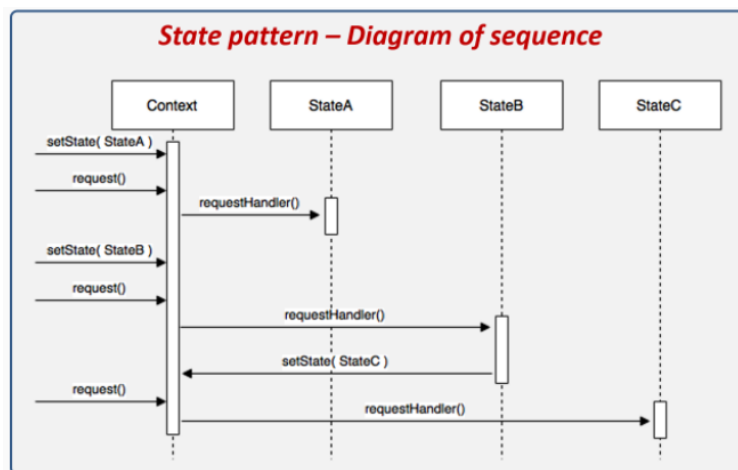 State pattern – Diagram of sequence
Context
StateA
StateB
StateC
setState( StateA )
request()
requestHandler()
setState( StateB )
request()
requestHandler()
setState( StateC )
request()
requestHandler()